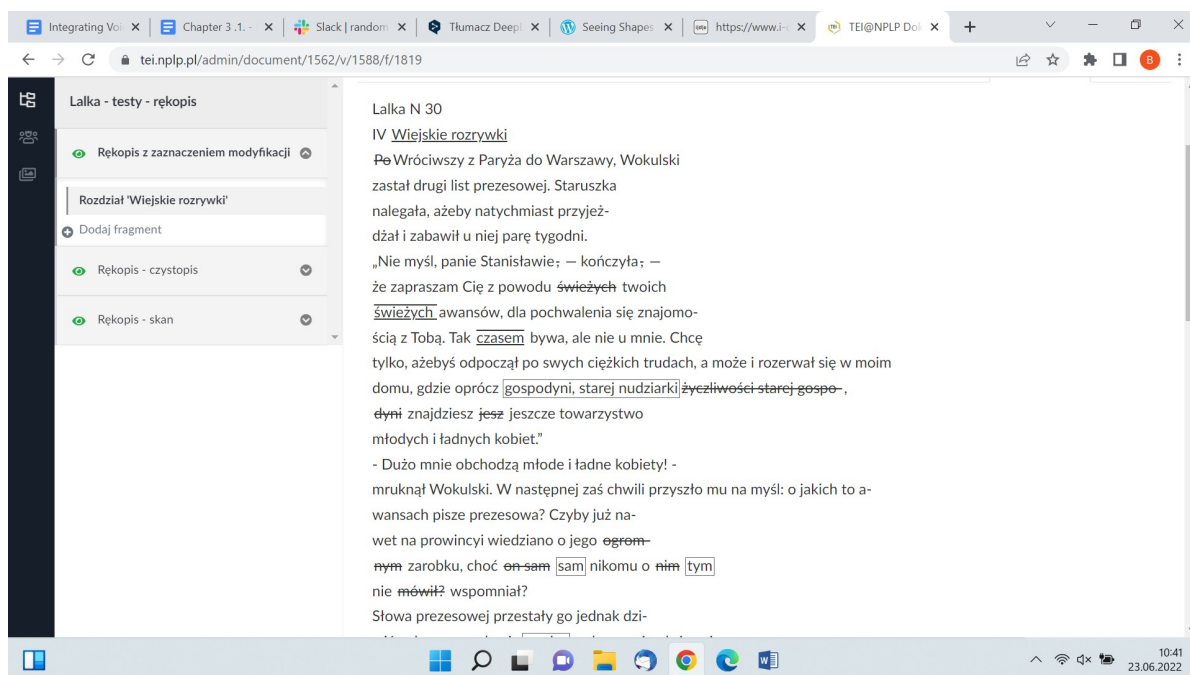 Integrating Voi
Chapter 3 .1. -
Slack | random
Tłumacz Deepl
Seeing Shapes
https://www.i-
TEI@NPLP Do
tei.nplp.pl/admin/document/1562/v/1588/f/1819
B
Lalka - testy - rękopis
Rękopis z zaznaczeniem modyfikacji
Rozdział 'Wiejskie rozrywki'
Dodaj fragment
Rękopis - czystopis
Rękopis - skan
Lalka N 30
IV Wiejskie rozrywki
Po Wróciwszy z Paryża do Warszawy, Wokulski
zastał drugi list prezesowej. Staruszka
nalegała, ażeby natychmiast przyjeż-
dżał i zabawił u niej parę tygodni.
„Nie myśl, panie Stanisławie; — kończyła; —
że zapraszam Cię z powodu świeżych twoich
świeżych awansów, dla pochwalenia się znajomo-
ścią z Tobą. Tak czasem bywa, ale nie u mnie. Chcę
tylko, ażebyś odpoczął po swych ciężkich trudach, a może i rozerwał się w moim
domu, gdzie oprócz gospodyni, starej nudziarki życzliwości starej gospo- ,
dyni znajdziesz jesz jeszcze towarzystwo
młodych i ładnych kobiet.”
- Dużo mnie obchodzą młode i ładne kobiety! -
mruknął Wokulski. W następnej zaś chwili przyszło mu na myśl: o jakich to a-
wansach pisze prezesowa? Czyby już na-
wet na prowincyi wiedziano o jego ogrom-
nym zarobku, choć on sam sam nikomu o nim tym
nie mówił? wspomniał?
Słowa prezesowej przestały go jednak dzi-
10:41
23.06.2022